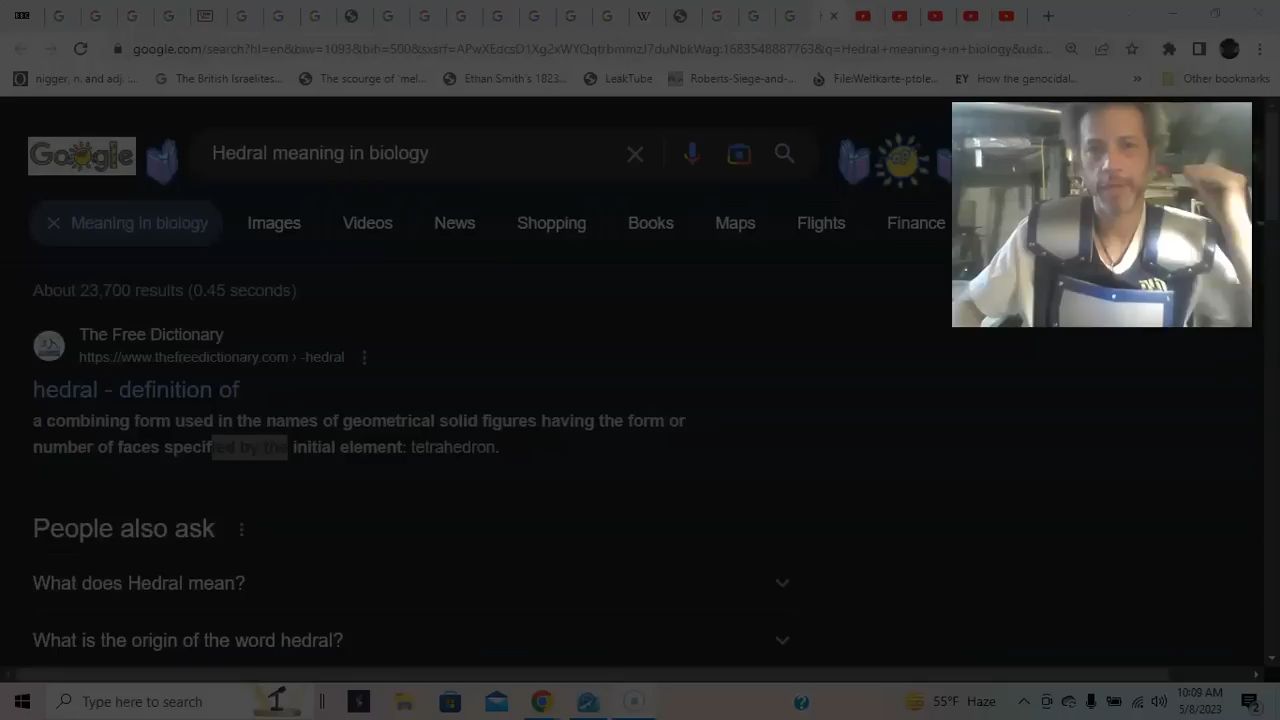 BBC
google.com/search?hl=en&biw=1093&bih=500&sxsrf=APwXEdcsD1Xg2xWYQqtrbmmzJ7duNbkWag:1683548887763&q=Hedral+meaning+in+biology&uds...
nigger, n. and adj. :...
The British Israelites...
The scourge of 'mel...
Ethan Smith's 1823...
LeakTube
Roberts-Siege-and-...
File:Weltkarte-ptole...
EY How the genocidal...
»
Other bookmarks
Google
Hedral meaning in biology
Meaning in biology
Images
Videos
News
Shopping
Books
Maps
Flights
Finance
About 23,700 results (0.45 seconds)
The Free Dictionary
https://www.thefreedictionary.com › -hedral
hedral - definition of
a combining form used in the names of geometrical solid figures having the form or
number of faces specified by the initial element: tetrahedron.
People also ask
What does Hedral mean?
What is the origin of the word hedral?
Type here to search
55°F Haze
10:09 AM
5/8/2023